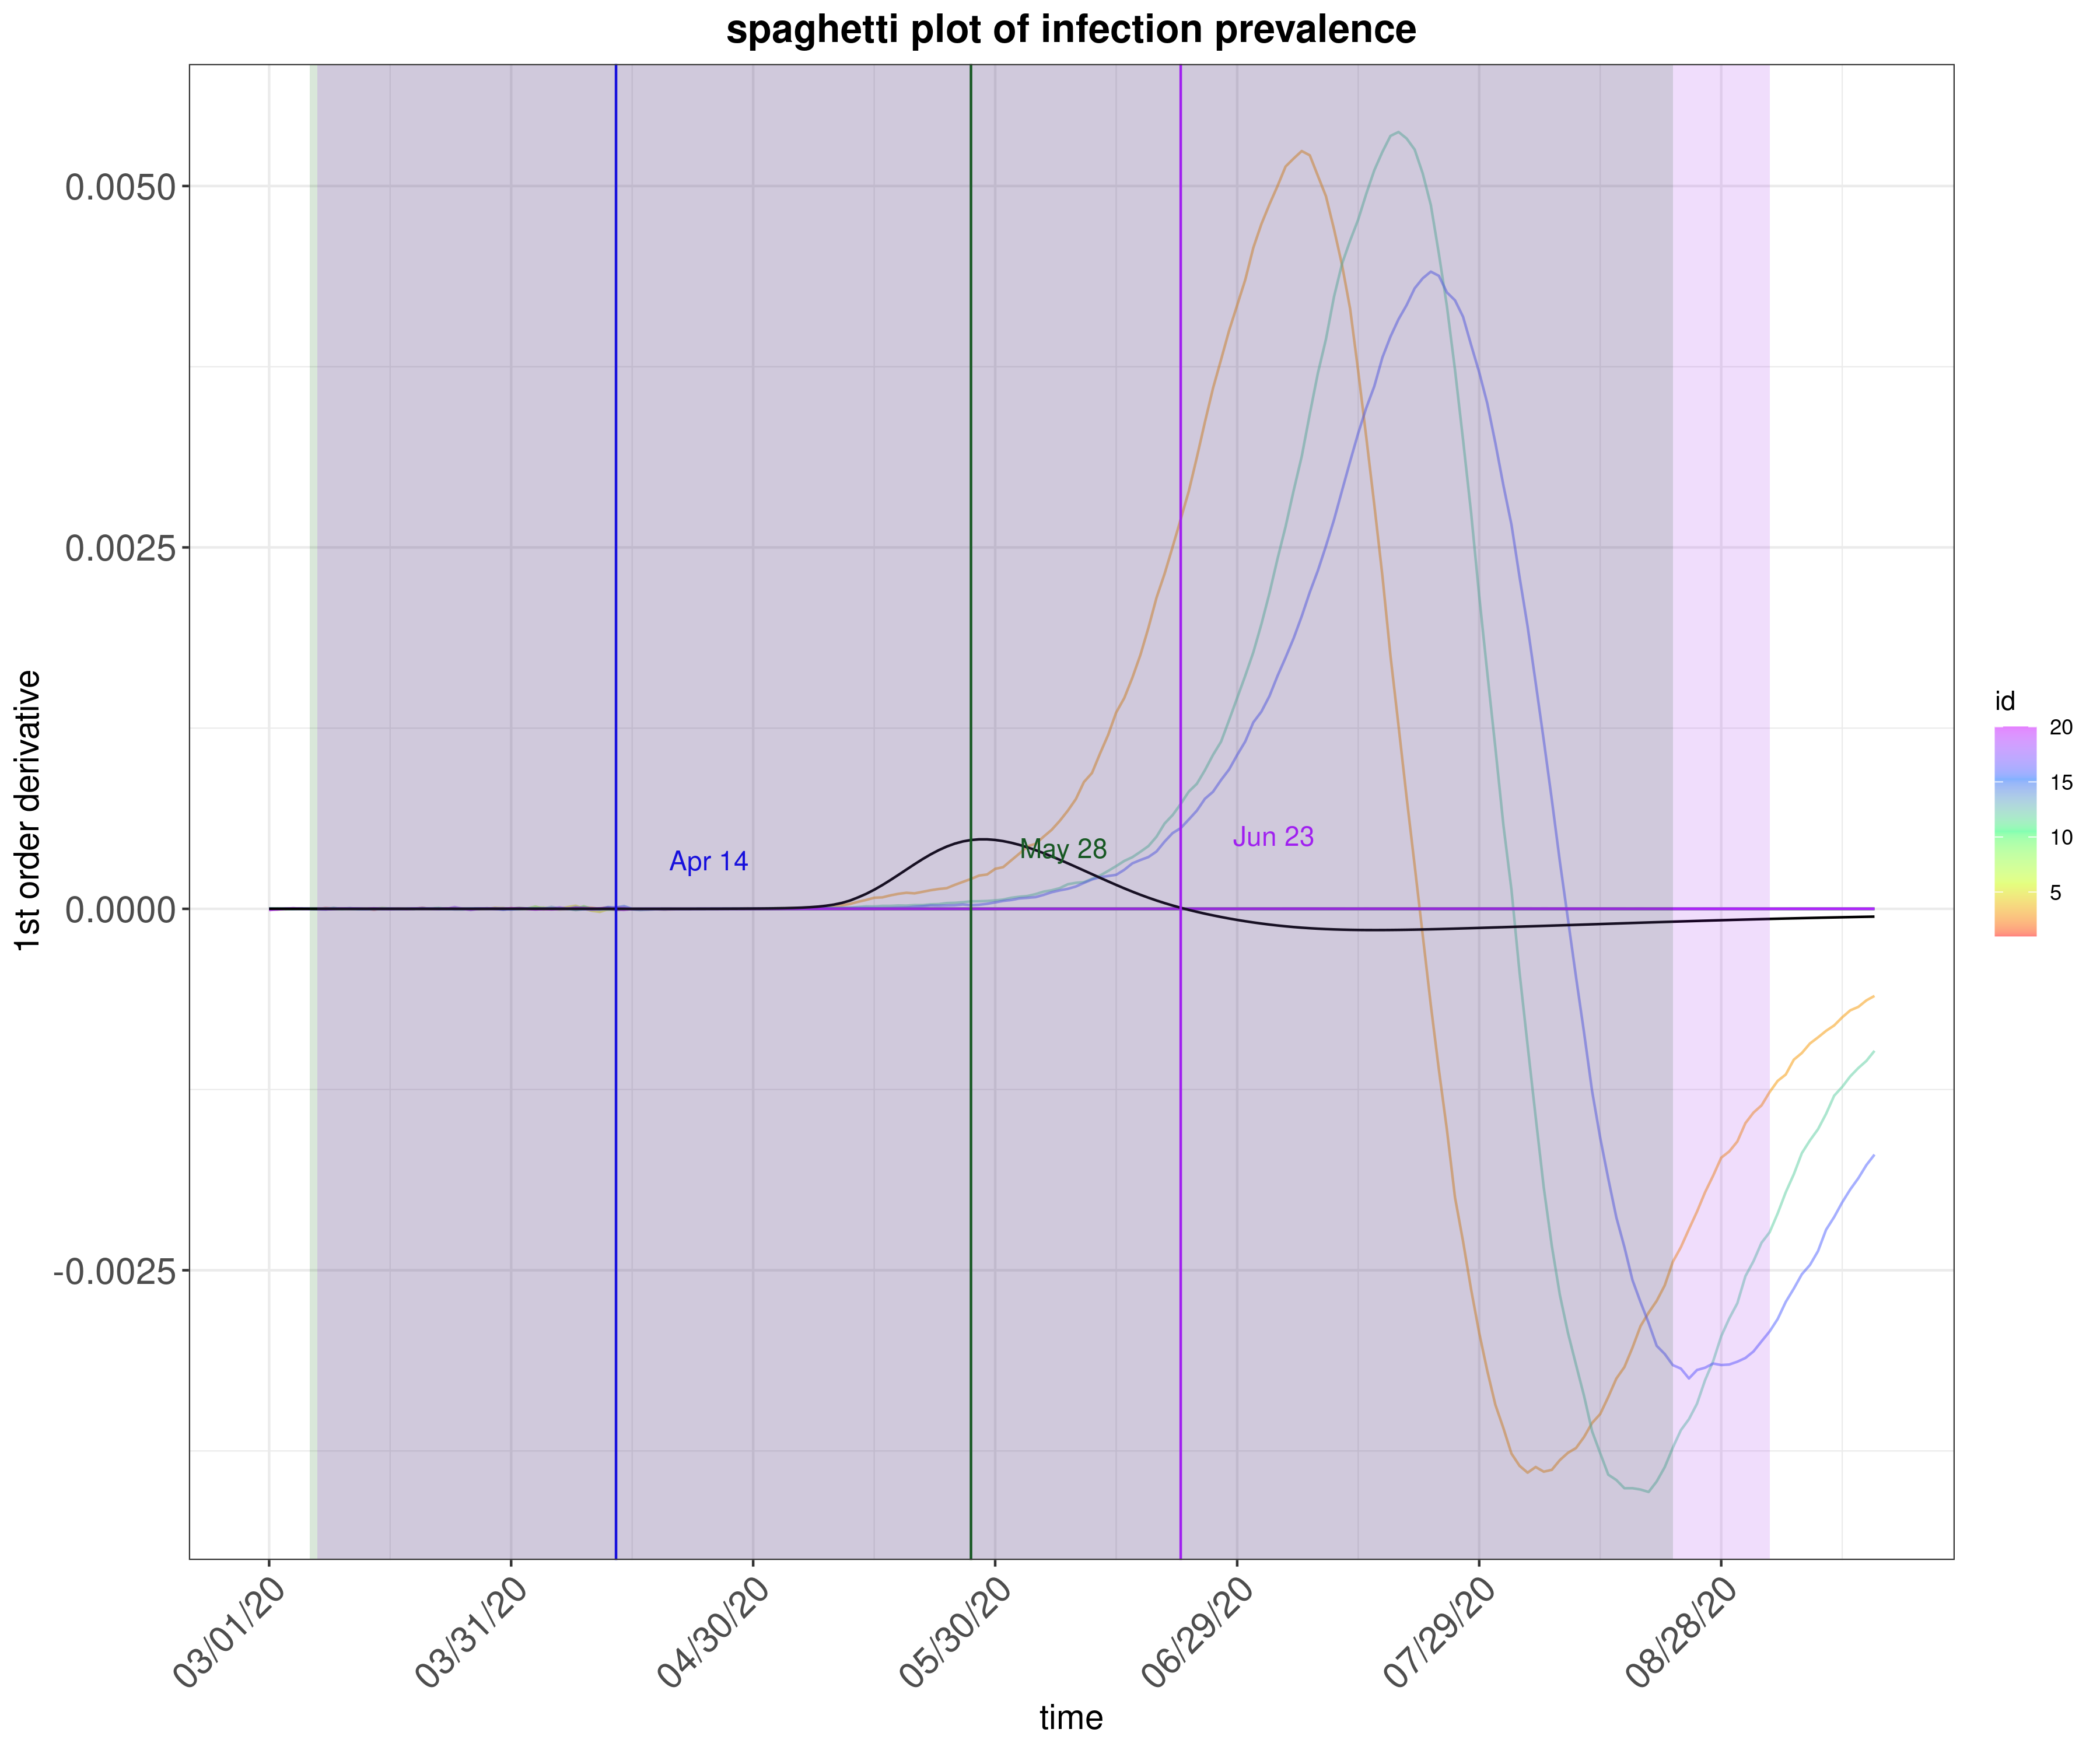 spaghetti plot of infection prevalence
1st order derivative
0.0050
0.0025
0.0000
-0.0025
Apr 14
May 28
Jun 23
03/01/20
03/31/20
04/30/20
05/30/20
06/29/20
07/29/20
08/28/20
time
id
20
15
10
5